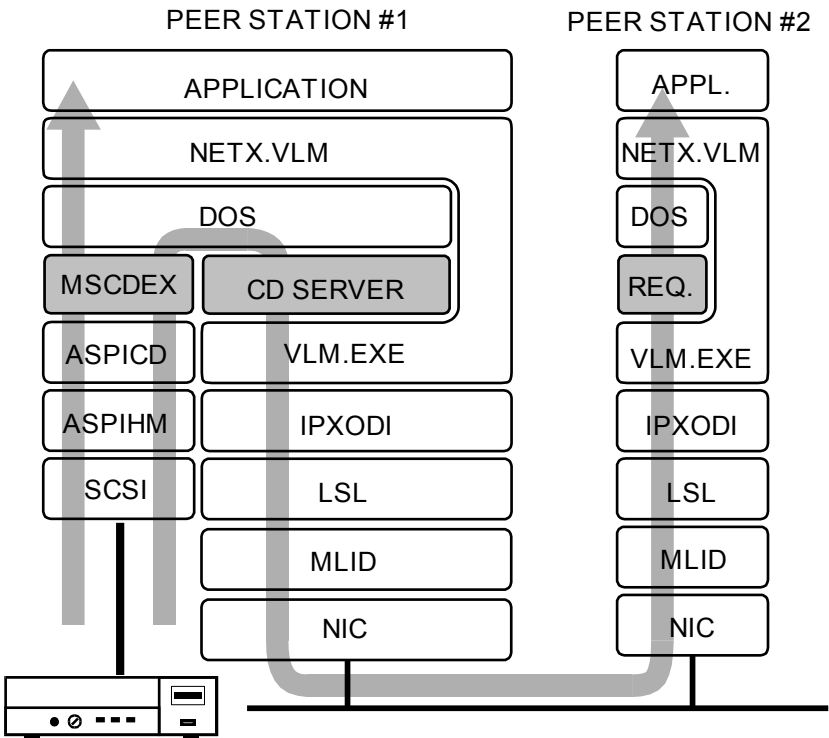 PEER STATION #1
PEER STATION #2
APPLICATION
APPL.
NETX.VLM
NETX.VLM
DOS
DOS
MSCDEX
CD SERVER
REQ.
ASPICD
VLM.EXE
VLM.EXE
ASPIHM
IPXODI
IPXODI
SCSI
LSL
LSL
MLID
MLID
NIC
NIC